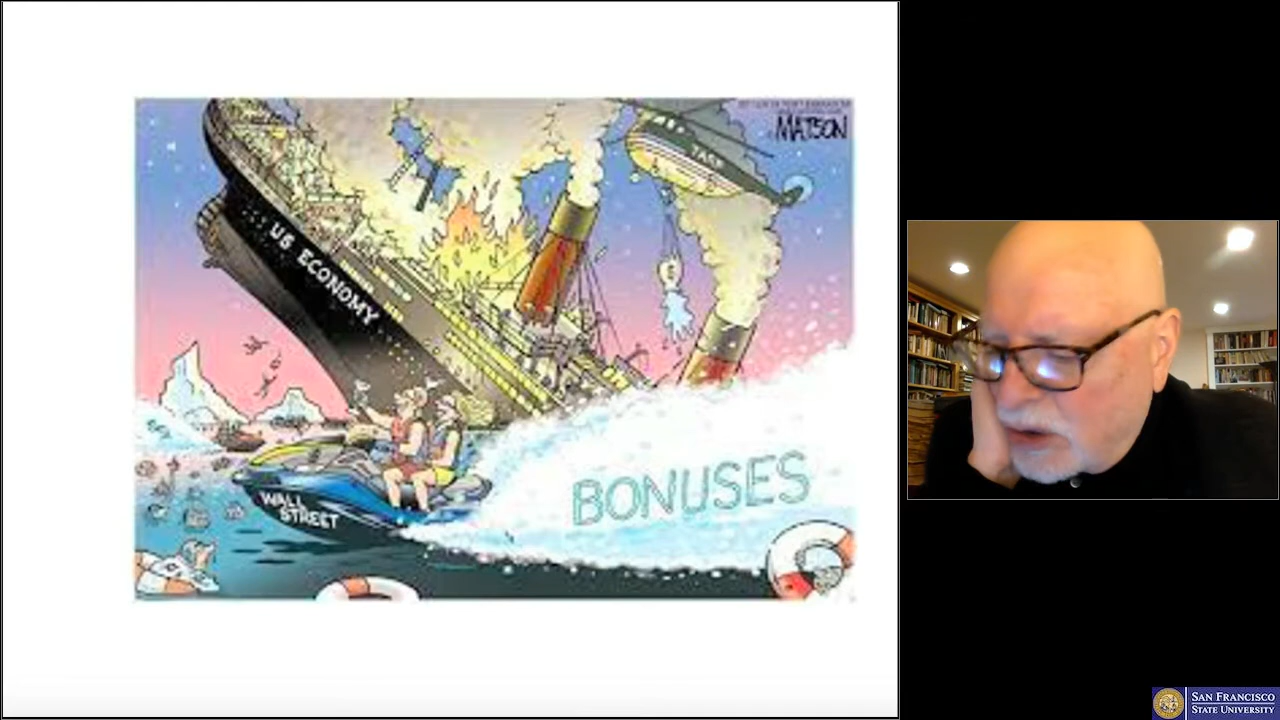 MATSON
TARP
US ECONOMY
WALL
STREET
BONUSES
SAN FRANCISCO
STATE UNIVERSITY